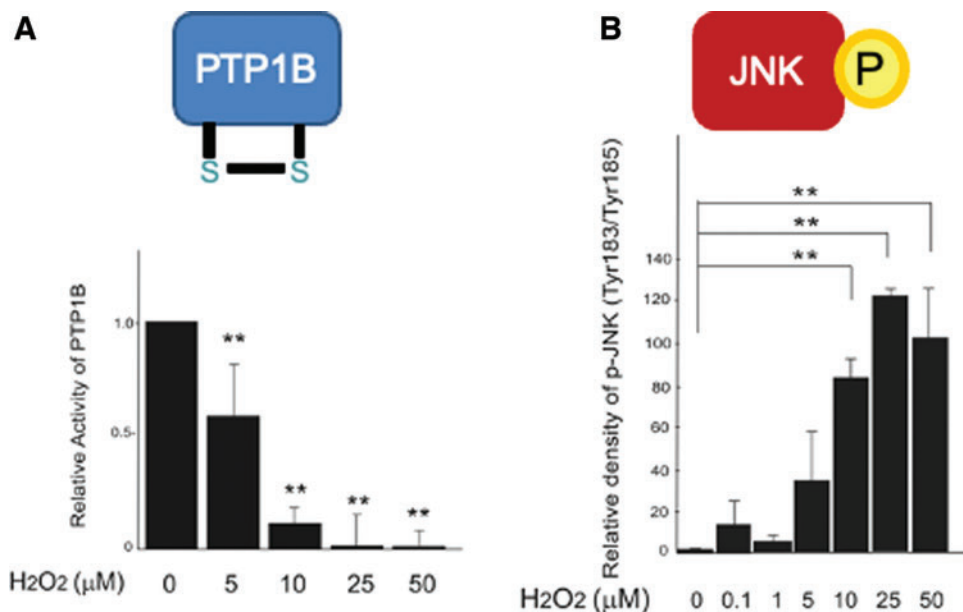 A
PTP1B
S S
Relative Activity of PTP1B
1.0
0.5
0
**
**
**
**
H2O2 (μM) 0 5 10 25 50
B
JNK P
Relative density of p-JNK (Tyr183/Tyr185)
**
**
**
140
120
100
80
60
40
20
0
H2O2 (μM) 0 0.1 1 5 10 25 50